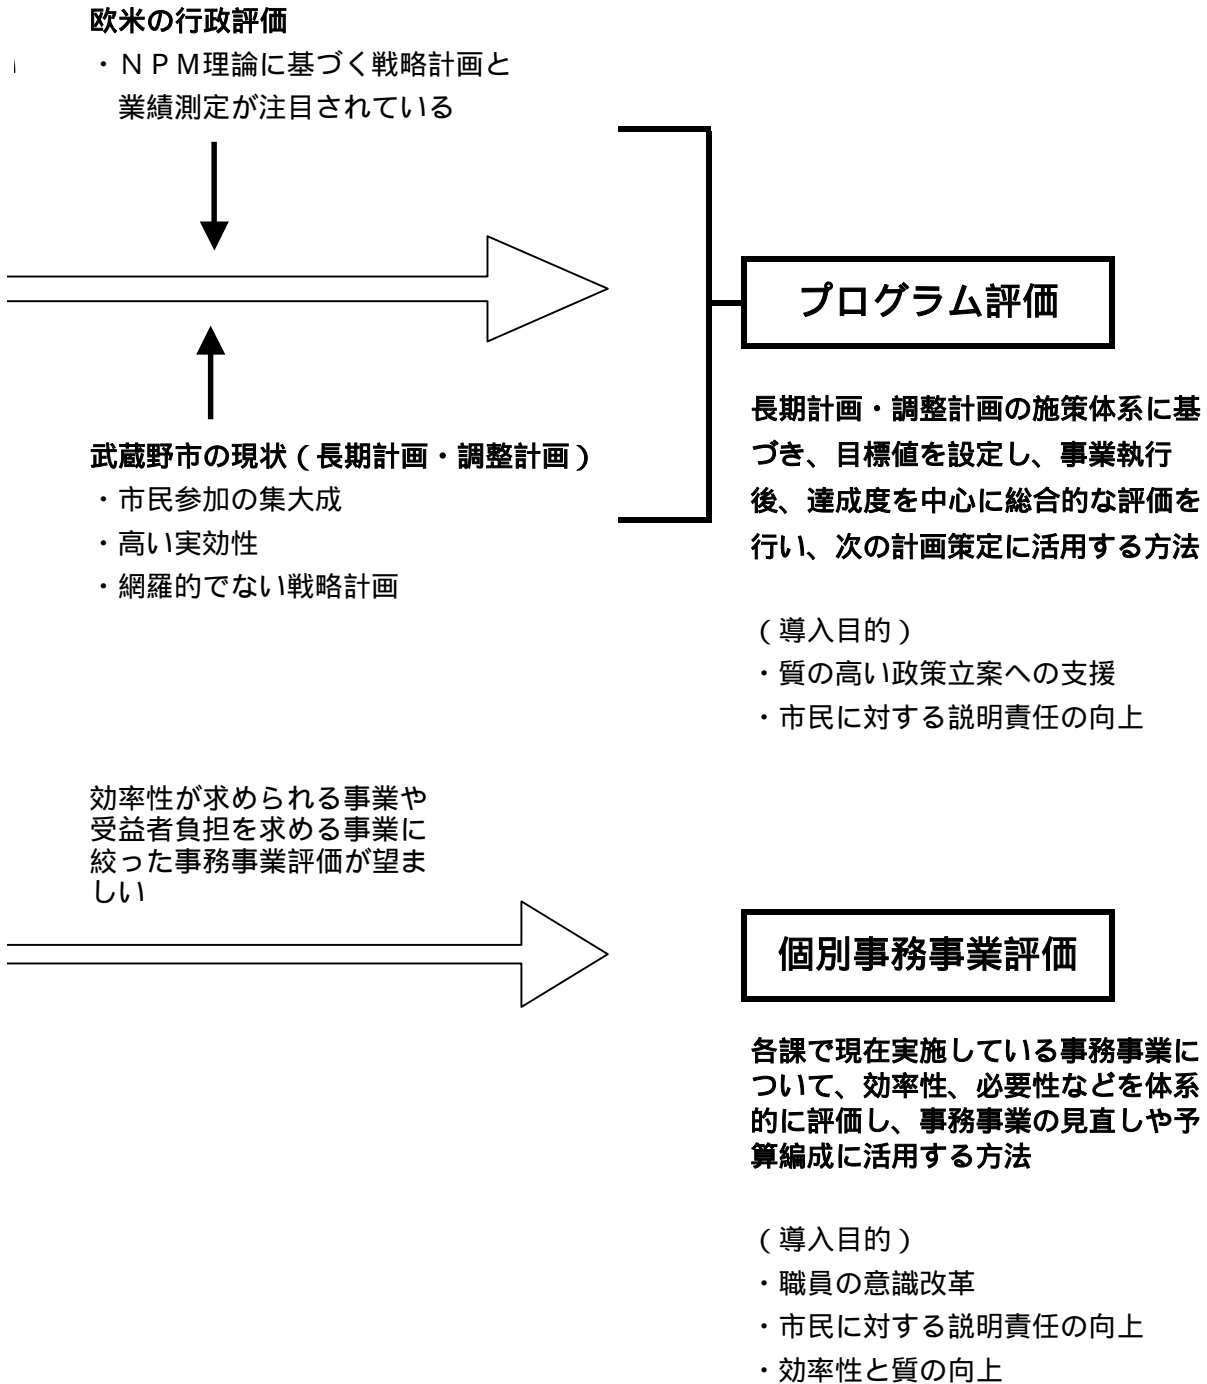 欧米の行政評価
・ＮＰＭ理論に基づく戦略計画と
業績測定が注目されている
プログラム評価
長期計画・調整計画の施策体系に基
づき、目標値を設定し、事業執行
後、達成度を中心に総合的な評価を
行い、次の計画策定に活用する方法
武蔵野市の現状（長期計画・調整計画）
・市民参加の集大成
・高い実効性
・網羅的でない戦略計画
（導入目的）
・質の高い政策立案への支援
・市民に対する説明責任の向上
効率性が求められる事業や
受益者負担を求める事業に
絞った事務事業評価が望ま
しい
個別事務事業評価
各課で現在実施している事務事業に
ついて、効率性、必要性などを体系
的に評価し、事務事業の見直しや予
算編成に活用する方法
（導入目的）
・職員の意識改革
・市民に対する説明責任の向上
・効率性と質の向上